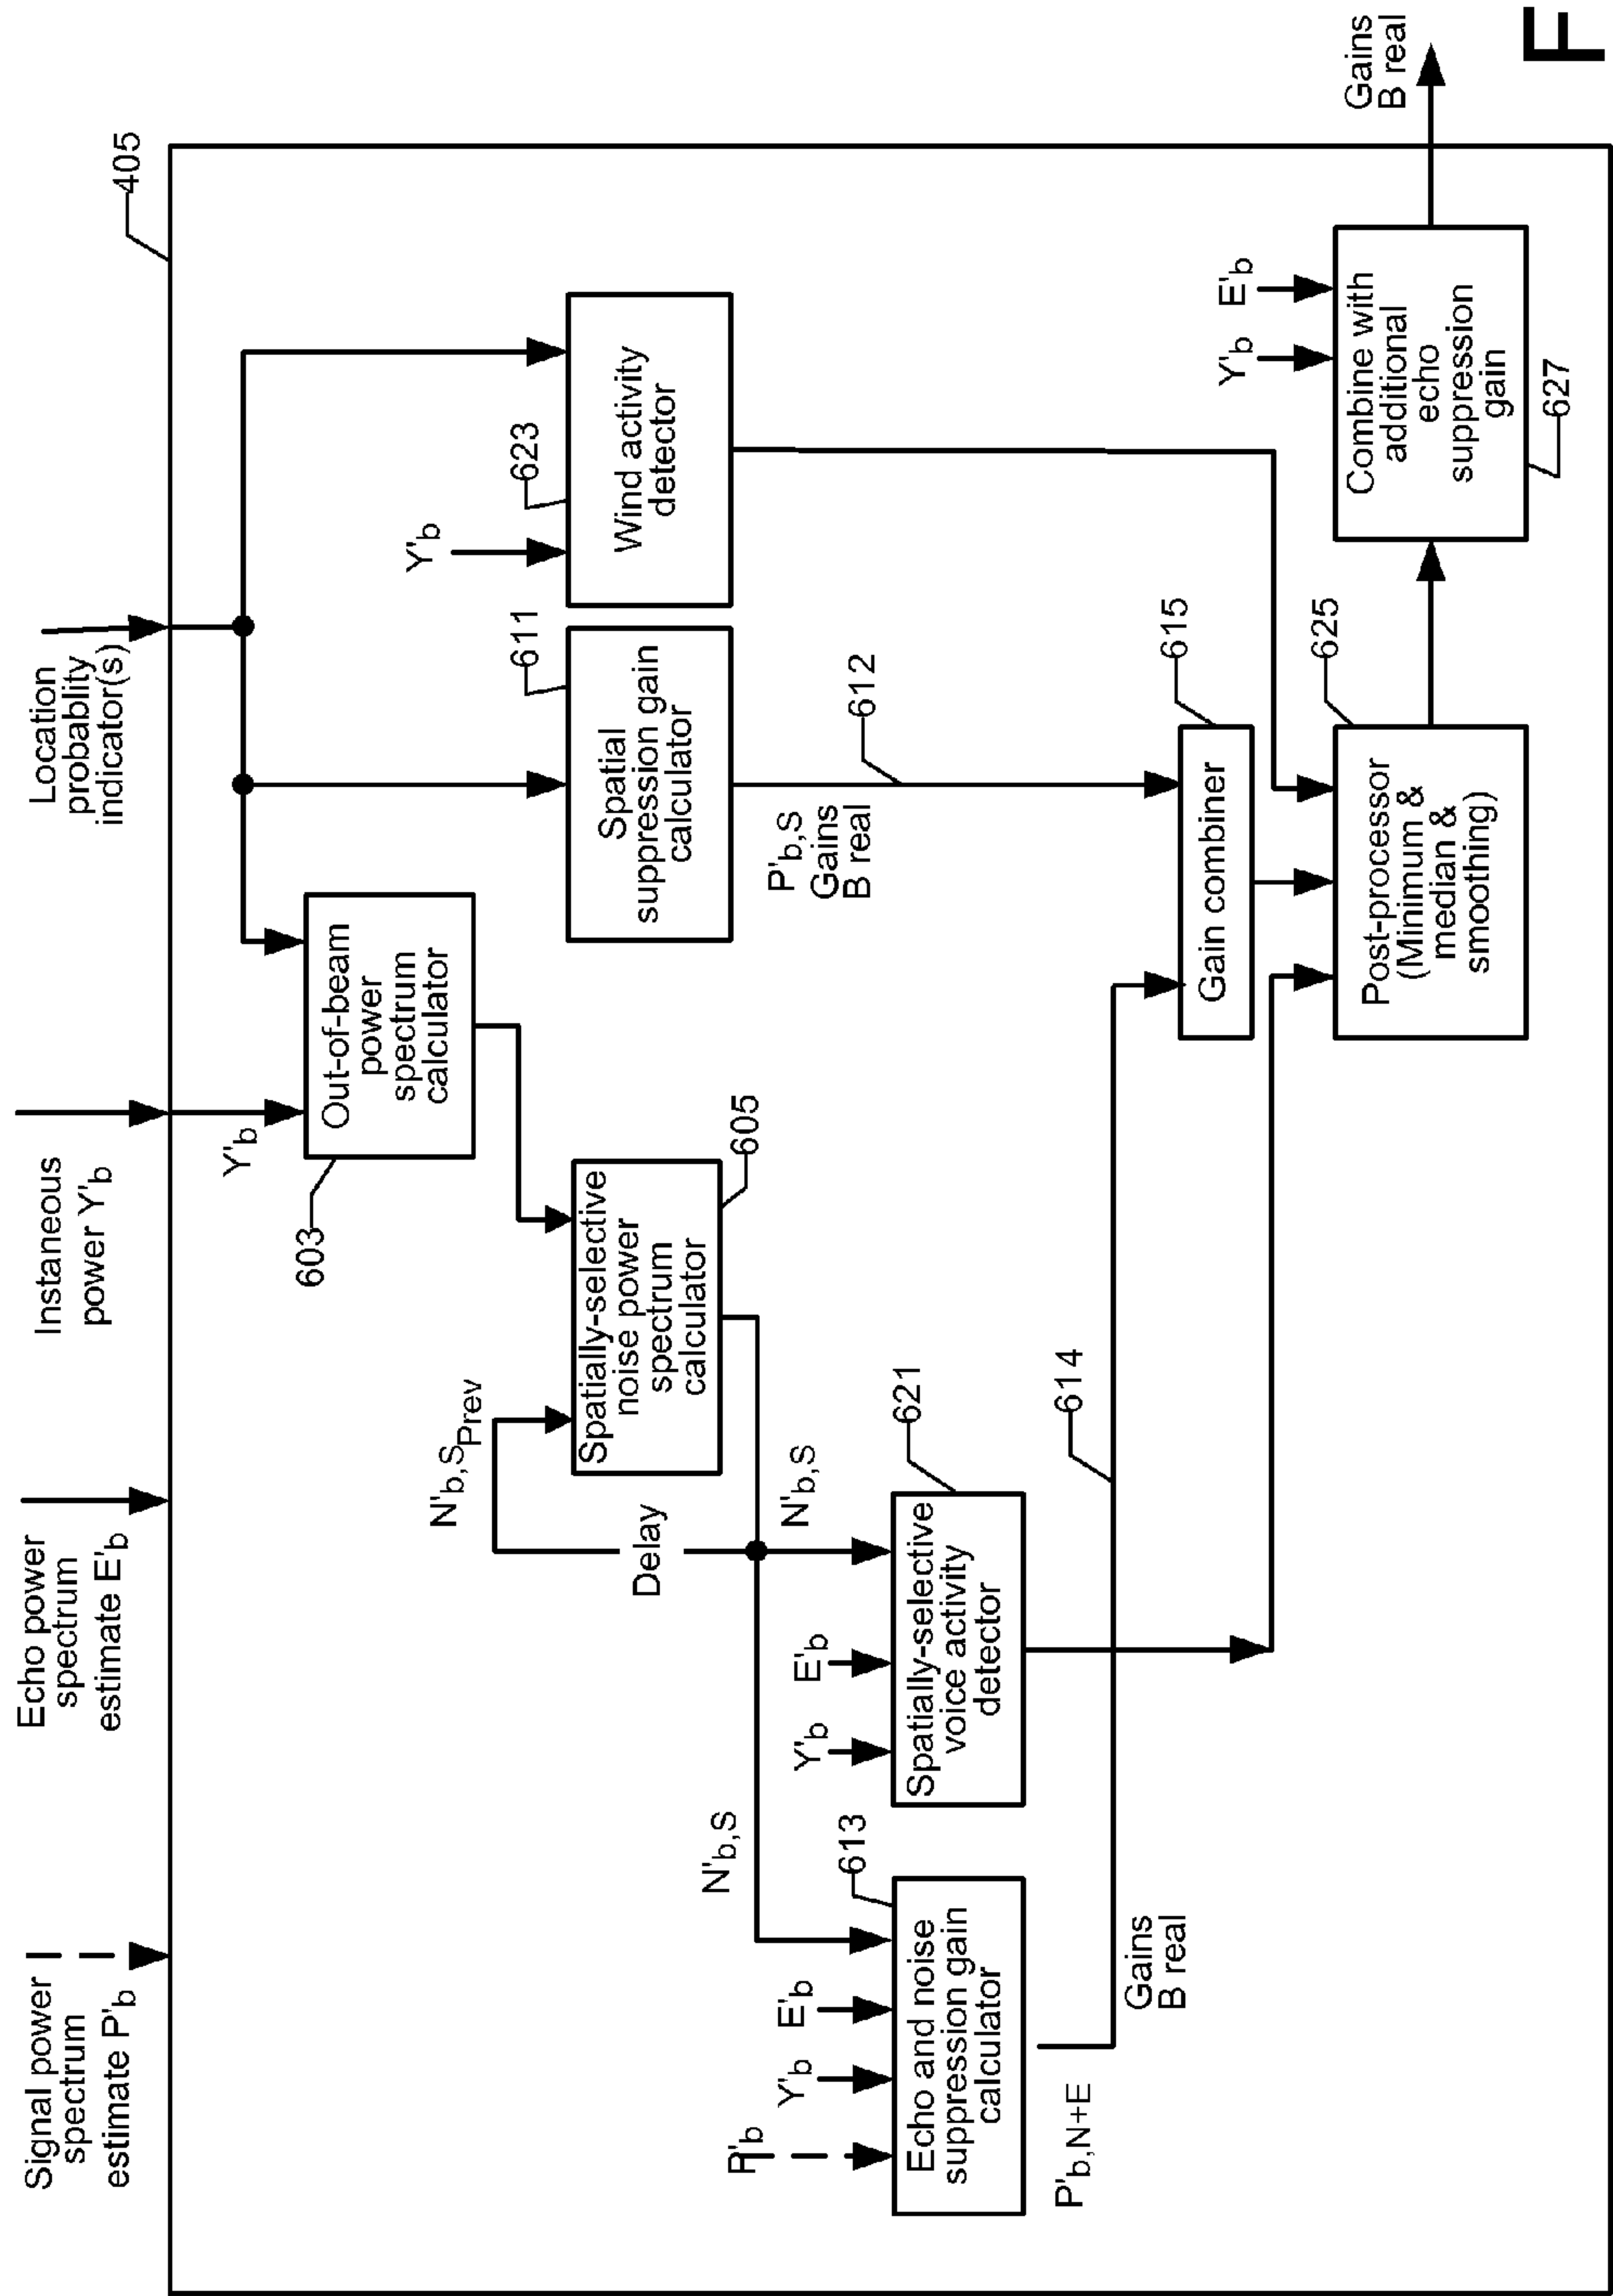 Signal power
spectrum
estimate P'b
Echo power
spectrum
estimate E'b
Instaneous
power Y'b
Location
probablity
indicator(s)
405
Y'b
603
Out-of-beam
power
spectrum
calculator
N'b,SPrev
Delay
Spatially-selective
noise power
spectrum
calculator
605
Spatial
suppression gain
calculator
611
Y'b
623
Wind activity
detector
N'b,S
N'b,S
P'b
Y'b
E'b
613
Echo and noise
suppression gain
calculator
Y'b
E'b
621
Spatially-selective
voice activity
detector
P'b,S
Gains
B real
612
P'b,N+E
Gains
B real
614
Gain combiner
615
Post-processor
(Minimum &
median &
smoothing)
625
Y'b
E'b
Combine with
additional
echo
suppression
gain
627
Gains
B real
F